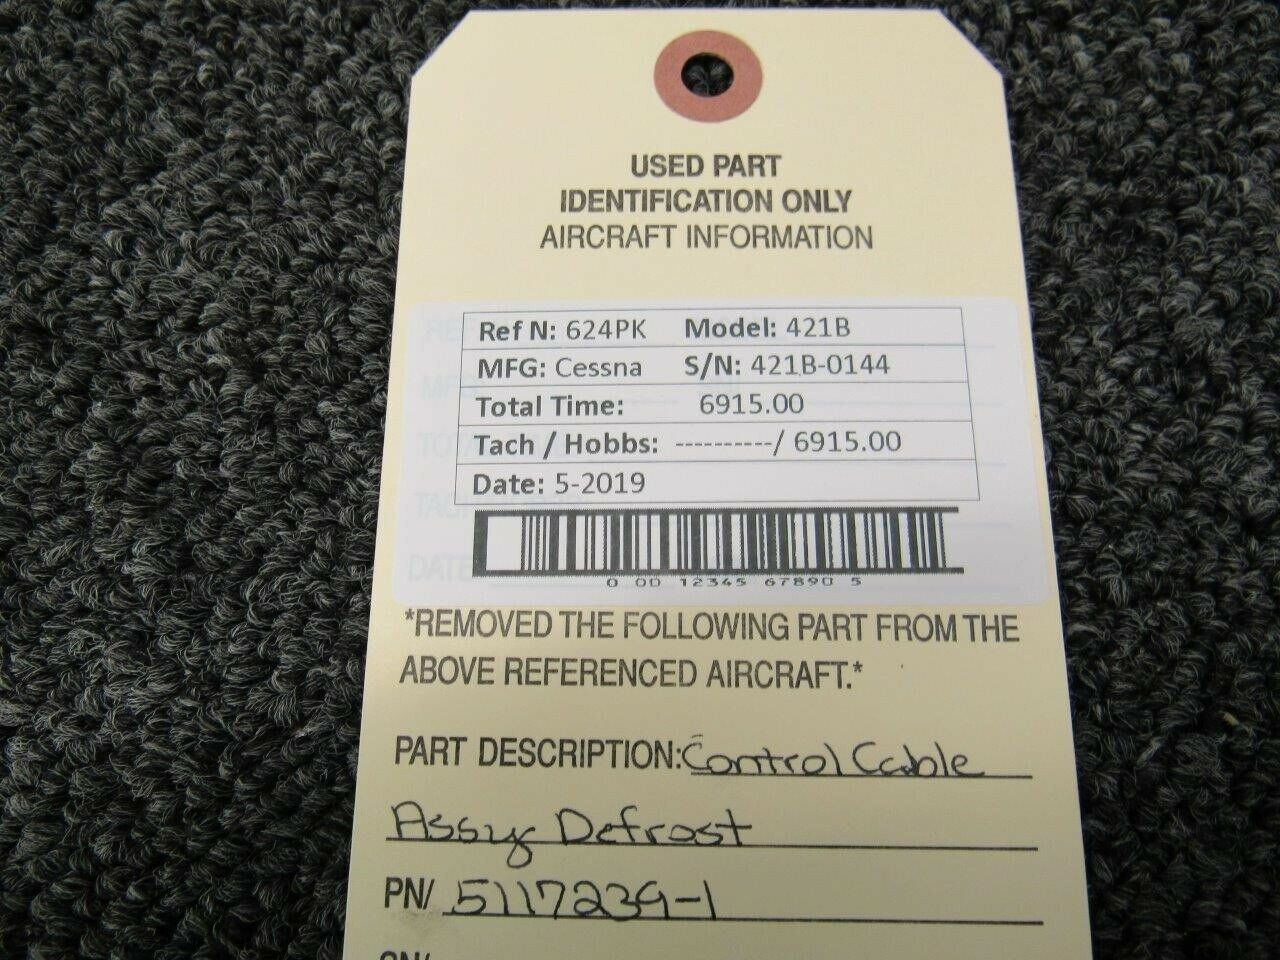 USED PART
IDENTIFICATION ONLY
AIRCRAFT INFORMATION
Ref N: 624PK Model: 421B
MFG: Cessna S/N: 421B-0144
Total Time: 6915.00
Tach / Hobbs: ----------/ 6915.00
Date: 5-2019
0 00 12345 67890 5
*REMOVED THE FOLLOWING PART FROM THE
ABOVE REFERENCED AIRCRAFT.*
PART DESCRIPTION: Control Cable
Assy Defrost
PN/ 5117239-1